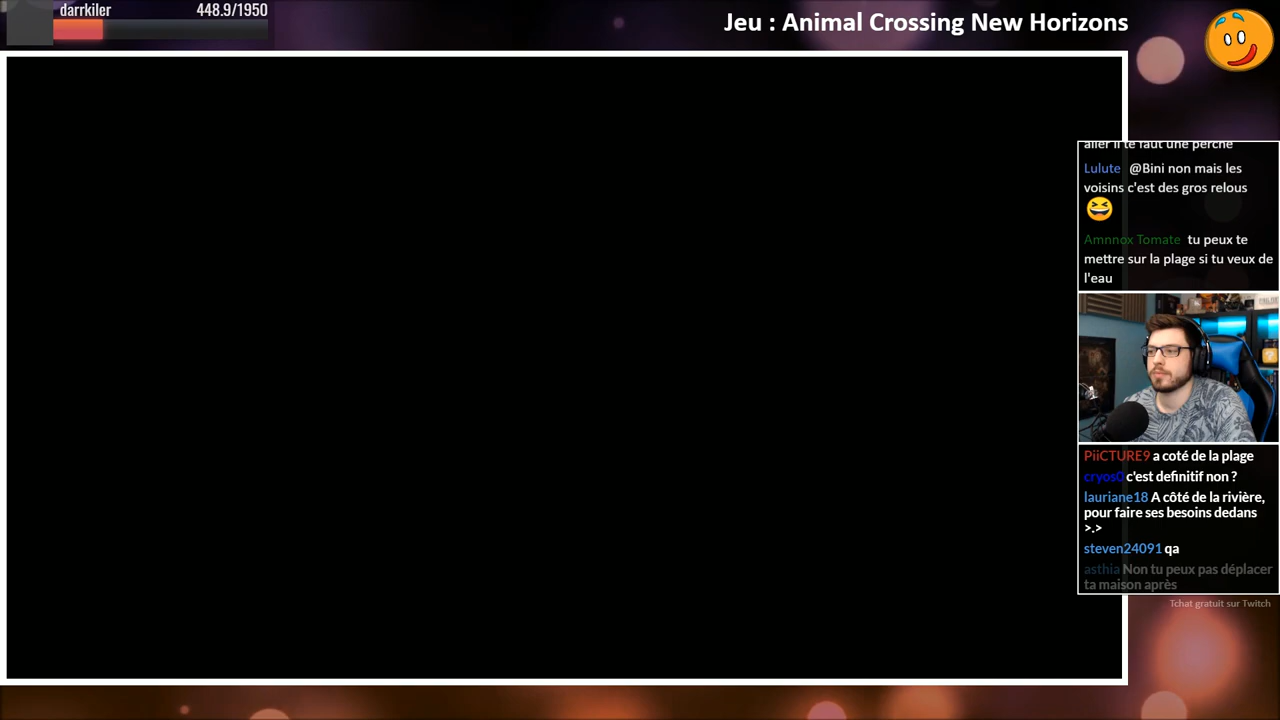 darrkiler 448.9/1950
Jeu : Animal Crossing New Horizons
aller il te faut une perche
Lulute @Bini non mais les
voisins c'est des gros relous
Amnnox Tomate tu peux te
mettre sur la plage si tu veux de
l'eau
PiiCTURE9 a coté de la plage
cryos0 c'est definitif non ?
lauriane18 A côté de la rivière,
pour faire ses besoins dedans
>.>
steven24091 qa
asthia Non tu peux pas déplacer
ta maison après
Tchat gratuit sur Twitch